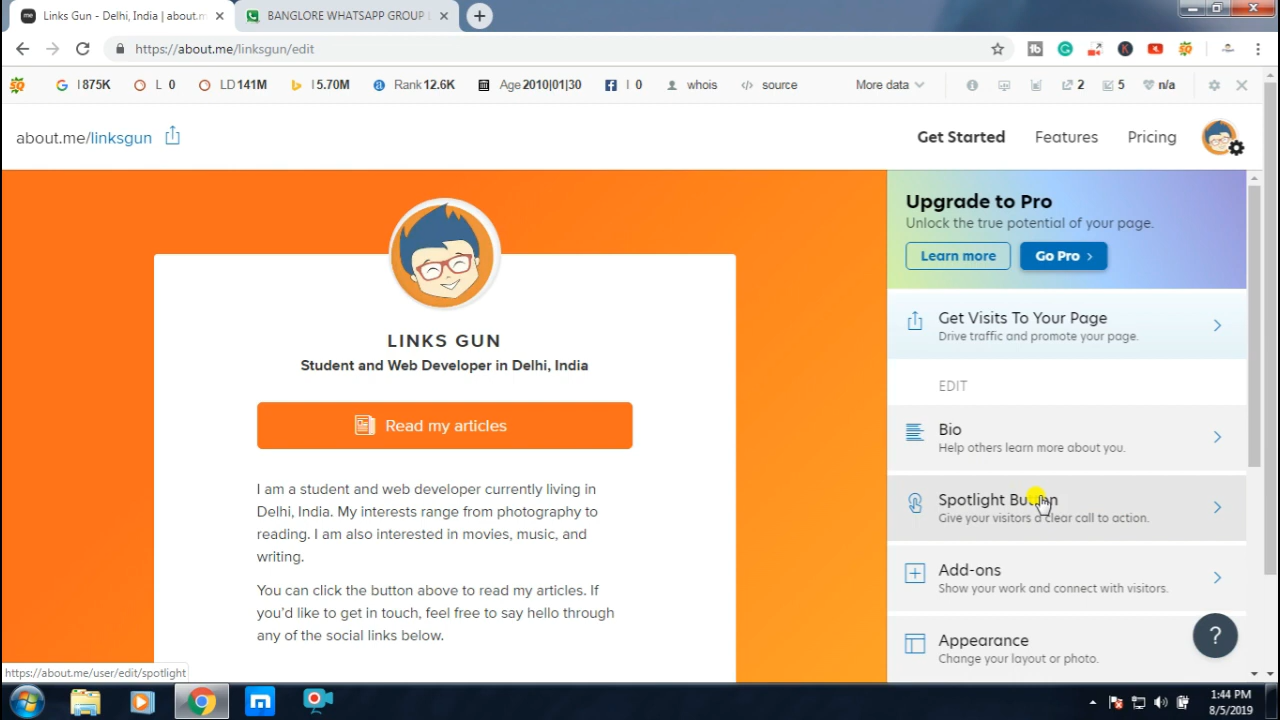 Links Gun - Delhi, India | about.m
BANGLORE WHATSAPP GROUP
https://about.me/linksgun/edit
I 875K
L 0
LD 141M
I 5.70M
Rank 12.6K
Age 2010|01|30
I 0
whois
source
More data
2
5
n/a
about.me/linksgun
Get Started
Features
Pricing
Upgrade to Pro
Unlock the true potential of your page.
Learn more
Go Pro
Get Visits To Your Page
Drive traffic and promote your page.
EDIT
Bio
Help others learn more about you.
Spotlight Button
Give your visitors a clear call to action.
Add-ons
Show your work and connect with visitors.
Appearance
Change your layout or photo.
?
LINKS GUN
Student and Web Developer in Delhi, India
Read my articles
I am a student and web developer currently living in
Delhi, India. My interests range from photography to
reading. I am also interested in movies, music, and
writing.
You can click the button above to read my articles. If
you'd like to get in touch, feel free to say hello through
any of the social links below.
https://about.me/user/edit/spotlight
1:44 PM
8/5/2019